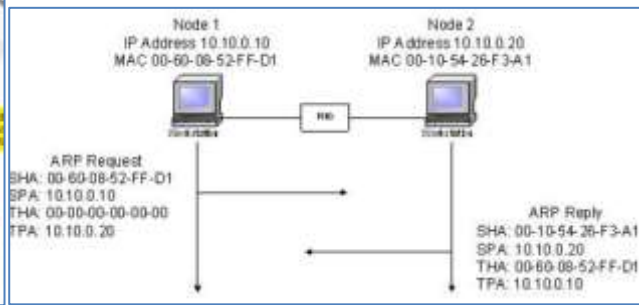 Node 1
IP Address 10.10.0.10
MAC 00-60-08-52-FF-D1
Node 2
IP Address 10.10.0.20
MAC 00-10-54-26-F3-A1
ARP Request
SHA: 00-60-08-52-FF-D1
SPA: 10.10.0.10
THA: 00-00-00-00-00-00
TPA: 10.10.0.20
ARP Reply
SHA: 00-10-54-26-F3-A1
SPA: 10.10.0.20
THA: 00-60-08-52-FF-D1
TPA: 10.10.0.10